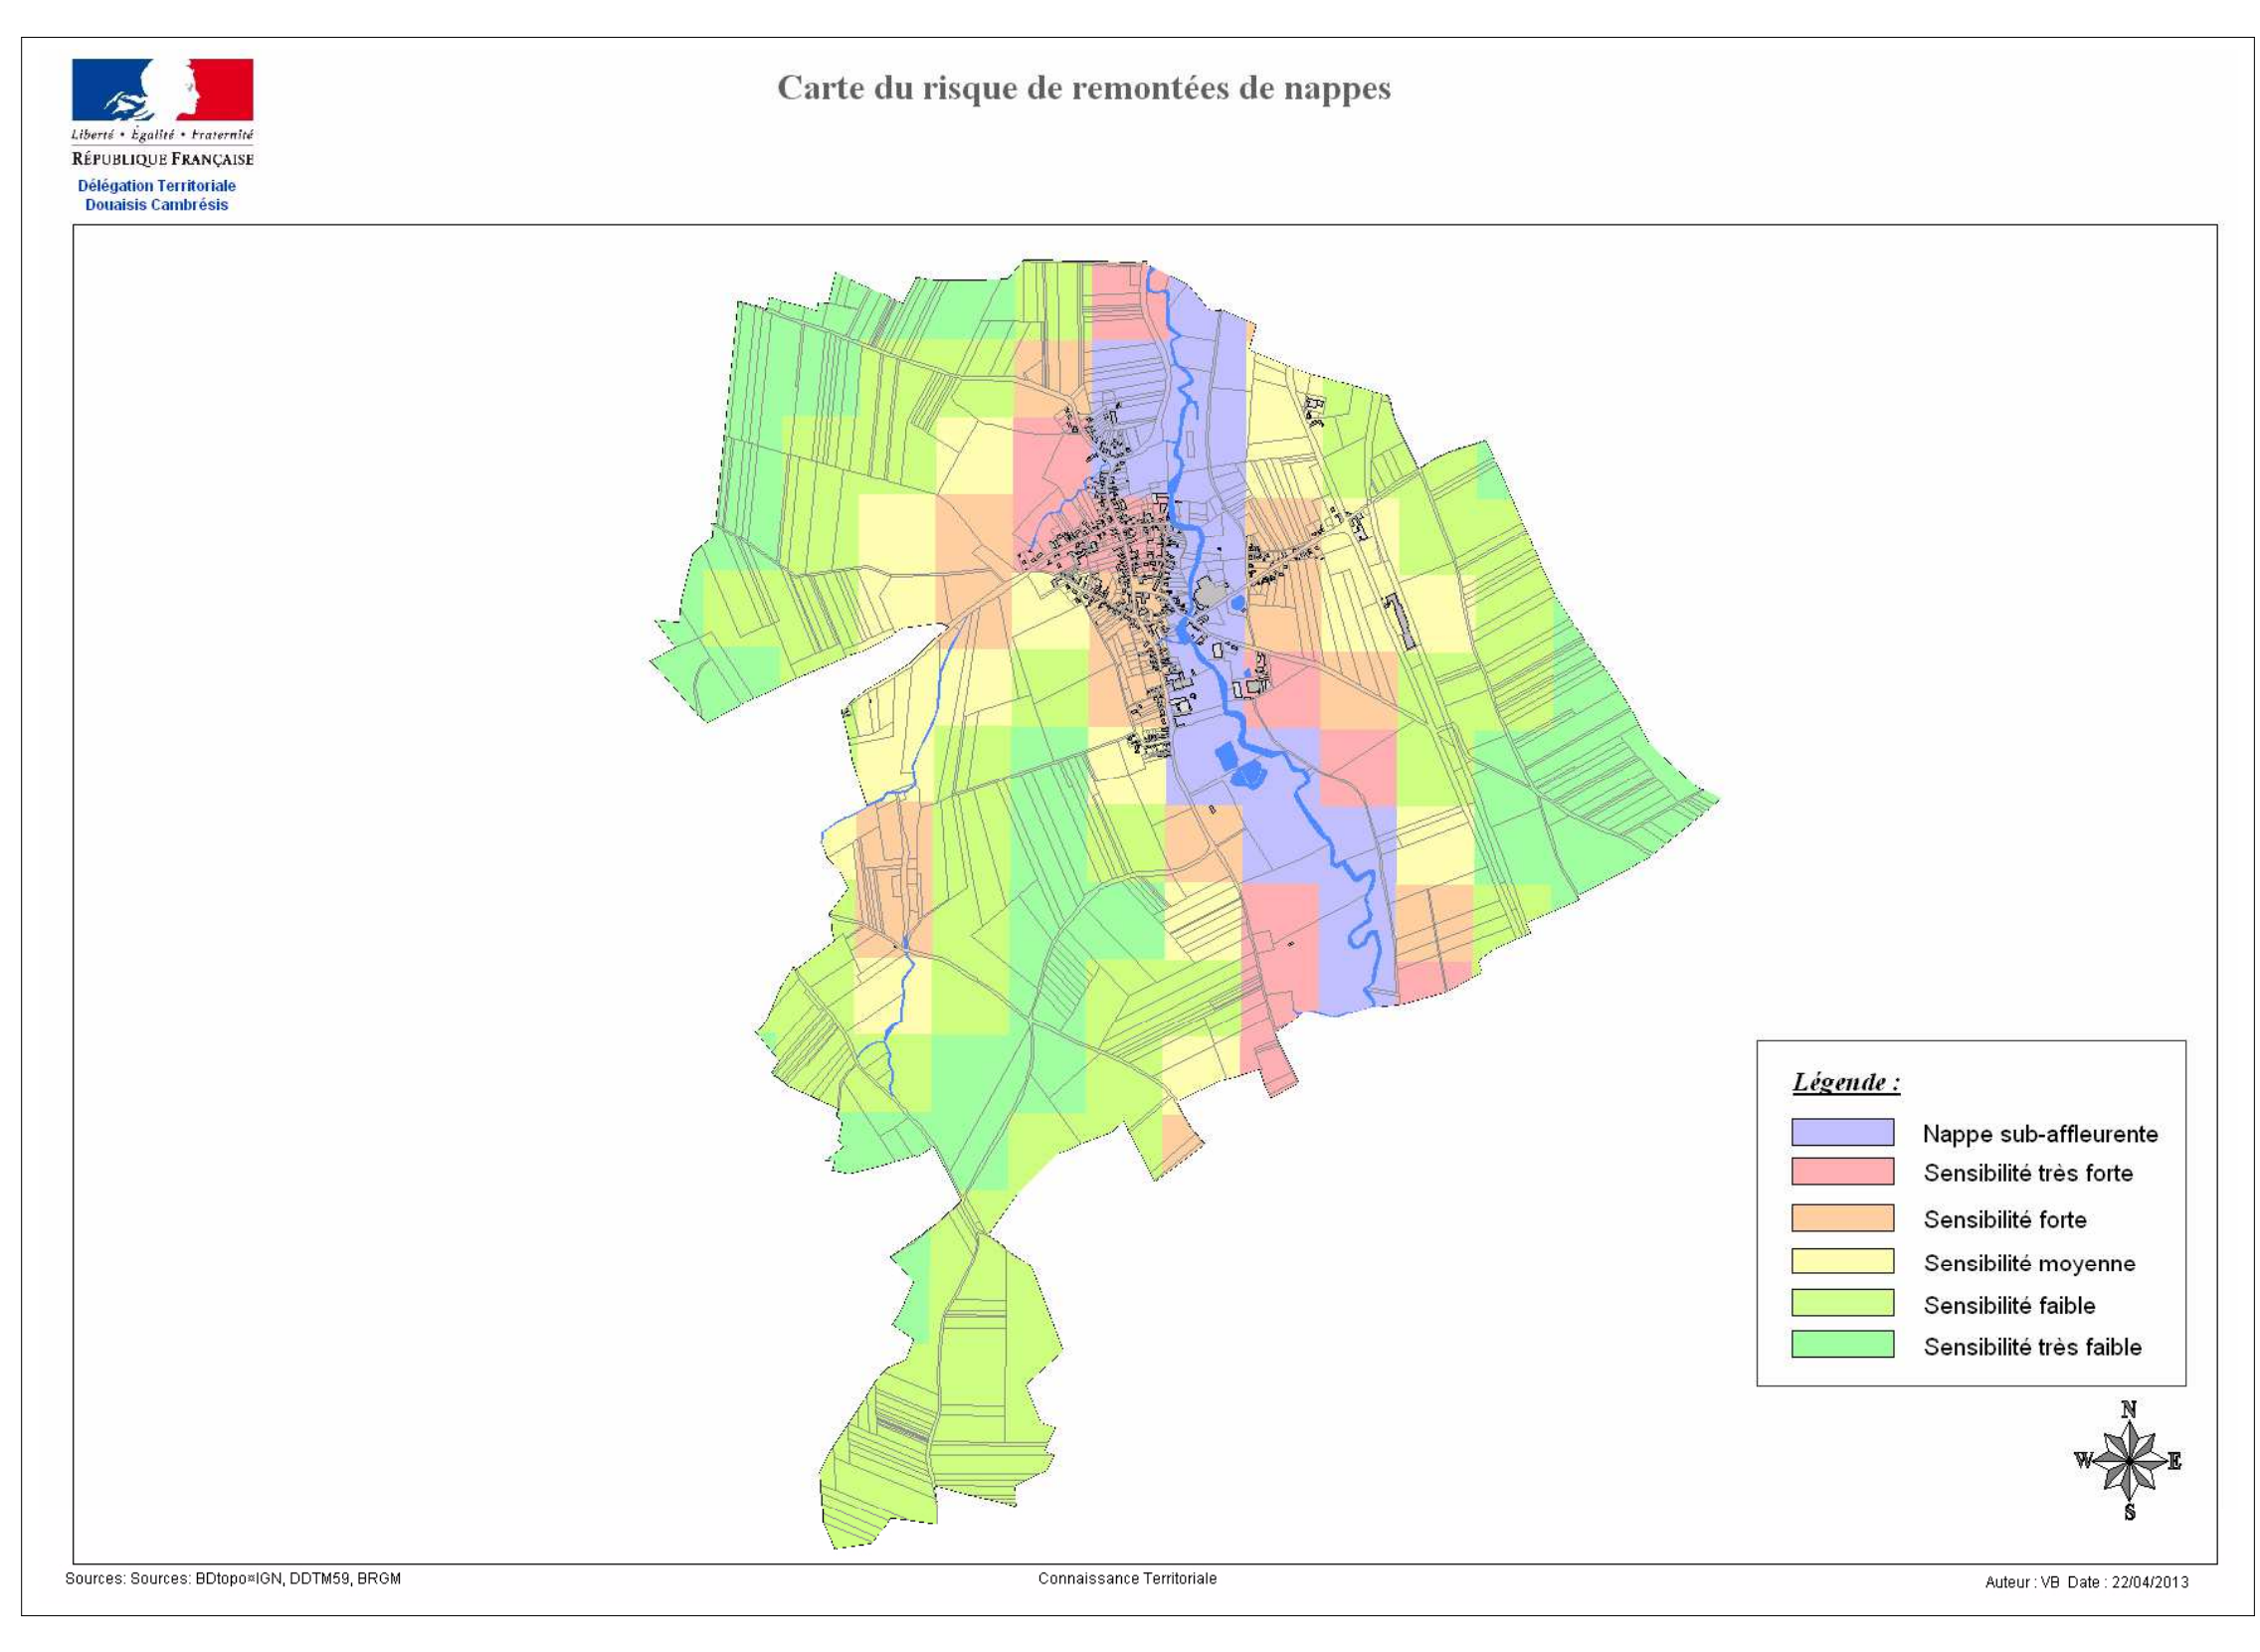 Carte du risque de remontées de nappes
Liberté • Égalité • Fraternité
RÉPUBLIQUE FRANÇAISE
Délégation Territoriale
Douaisis Cambrésis
Légende :
Nappe sub-affleurente
Sensibilité très forte
Sensibilité forte
Sensibilité moyenne
Sensibilité faible
Sensibilité très faible
N
W E
S
Sources: Sources: BDtopo¤IGN, DDTM59, BRGM
Connaissance Territoriale
Auteur : VB Date : 22/04/2013